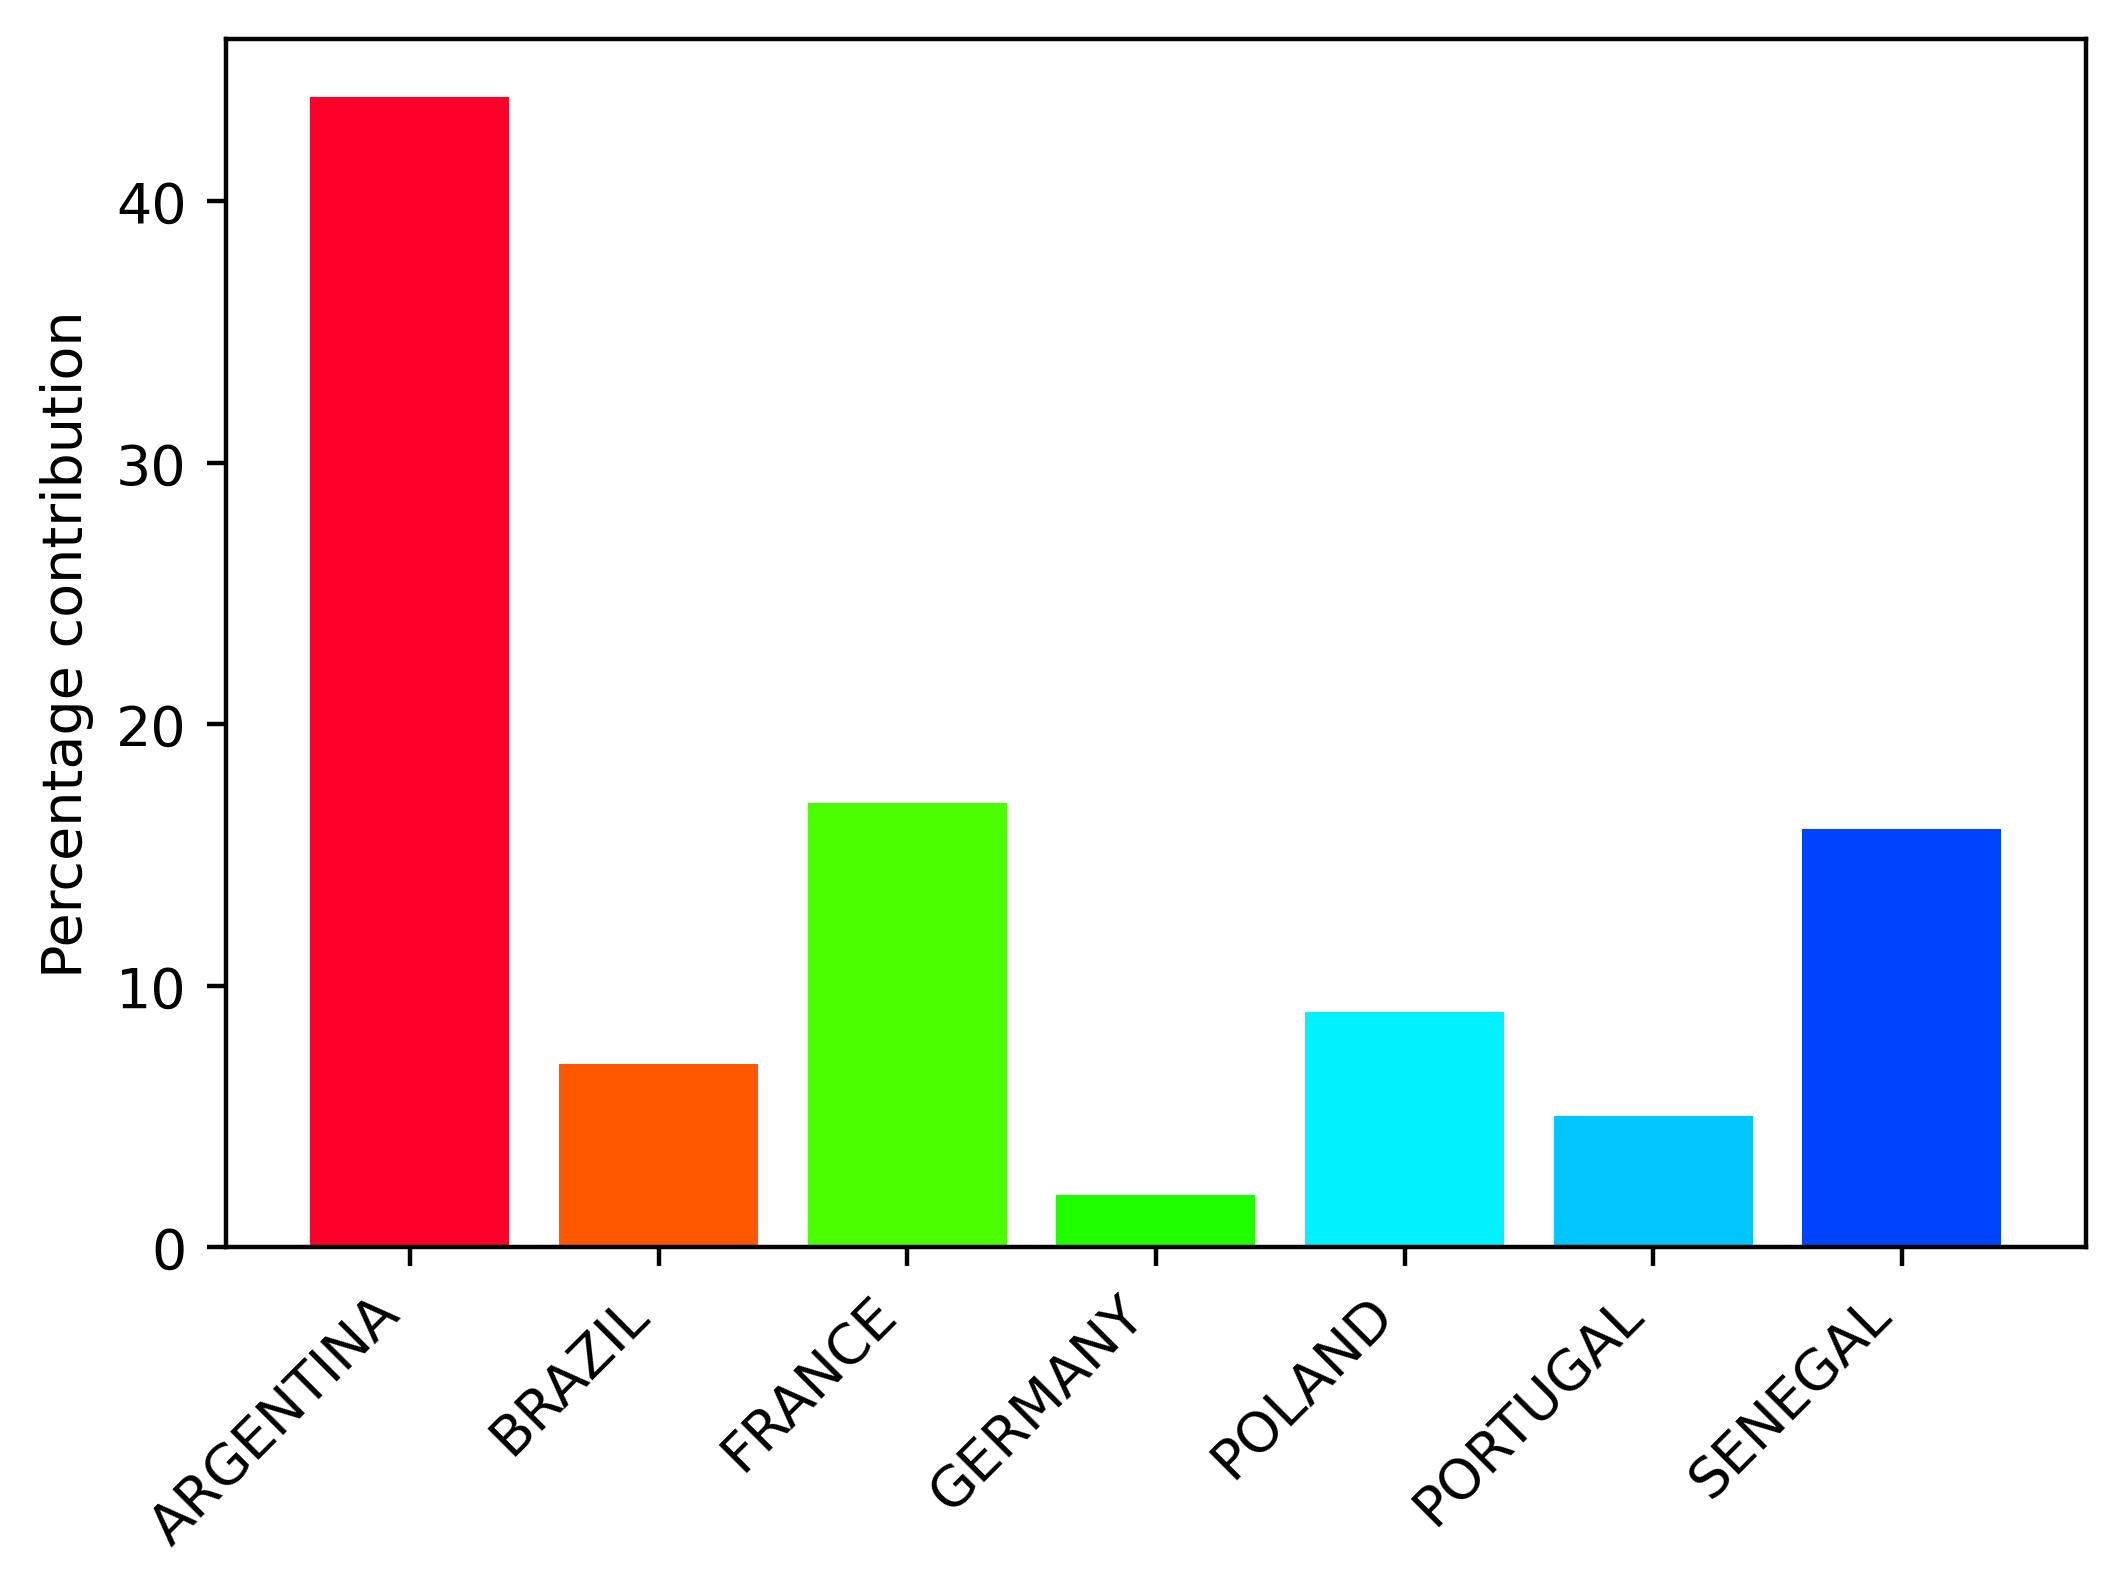 Percentage contribution
40
30
20
10
0
ARGENTINA
BRAZIL
FRANCE
GERMANY
POLAND
PORTUGAL
SENEGAL